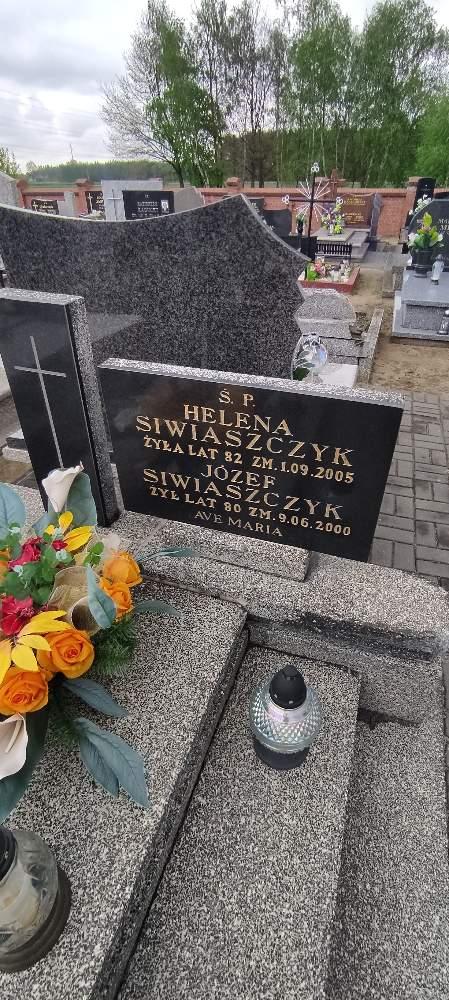 Ś. P.
HELENA
SIWIASZCZYK
ŻYŁA LAT 82 ZM. 1.09.2005
JÓZEF
SIWIASZCZYK
ŻYŁ LAT 80 ZM. 9.06.2000
AVE MARIA